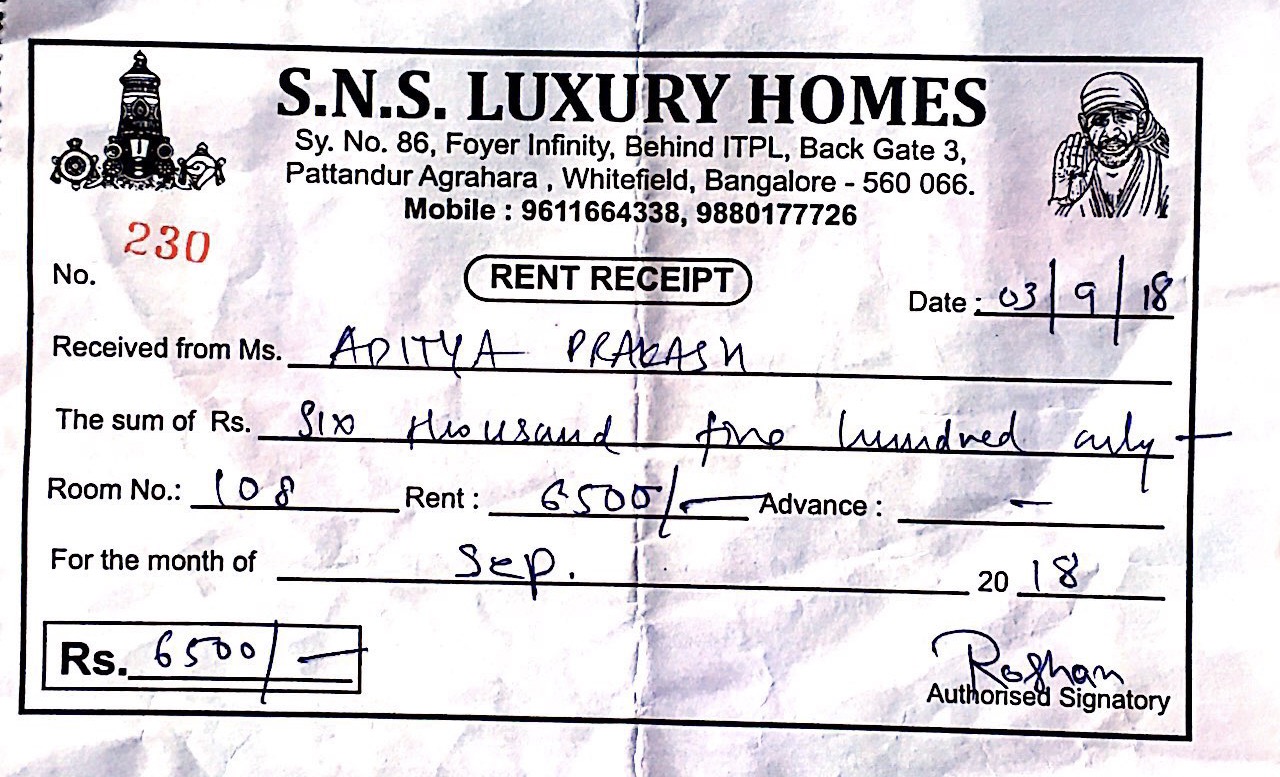 S.N.S. LUXURY HOMES
Sy. No. 86, Foyer Infinity, Behind ITPL, Back Gate 3,
Pattandur Agrahara , Whitefield, Bangalore - 560 066.
Mobile : 9611664338, 9880177726
No. 230
RENT RECEIPT
Date : 03/9/18
Received from Ms. ADITYA PRAKASH
The sum of Rs. Six thousand five hundred only —
Room No.: 108 Rent : 6500/— Advance : —
For the month of Sep. 20 18
Rs. 6500/—
Roshan
Authorised Signatory